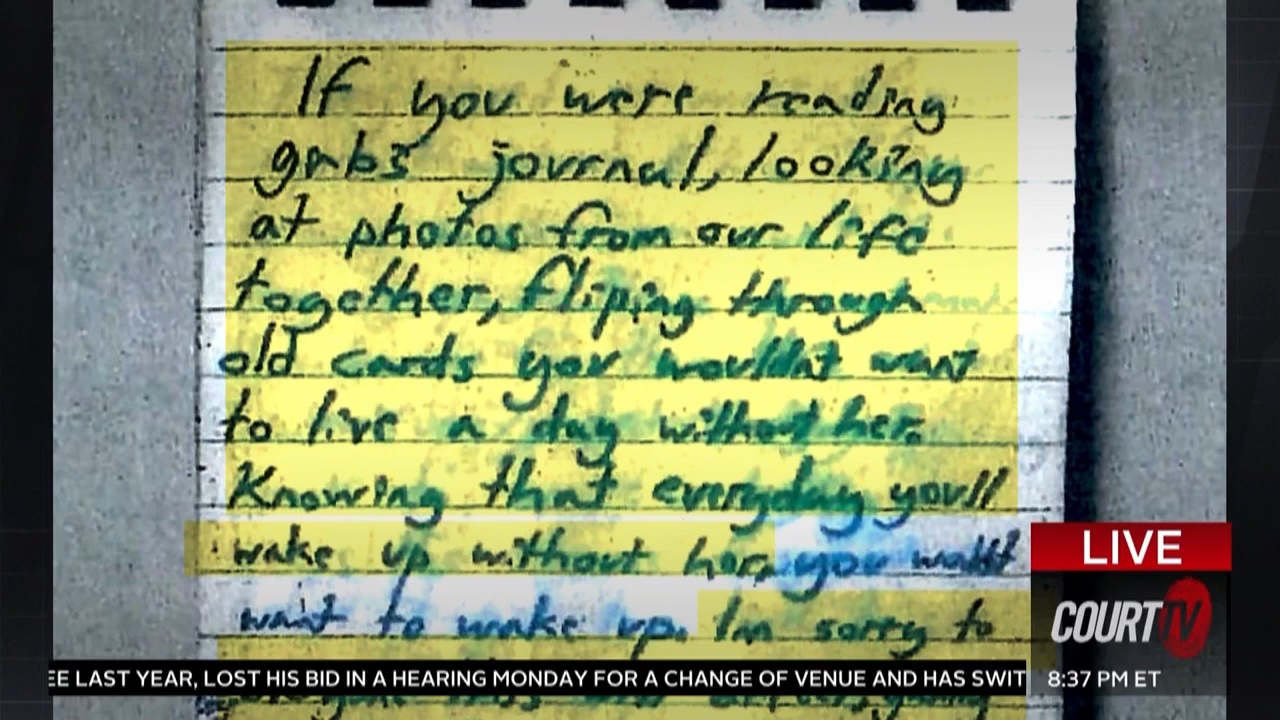 If you were reading
gabs journal, looking
at photos from our life
together, fliping through
old cards you wouldnt want
to live a day without her.
Knowing that everyday you'll
wake up without her, you woldt
want to wake up. Im sorry to
LIVE
COURT TV
EE LAST YEAR, LOST HIS BID IN A HEARING MONDAY FOR A CHANGE OF VENUE AND HAS SWIT
8:37 PM ET